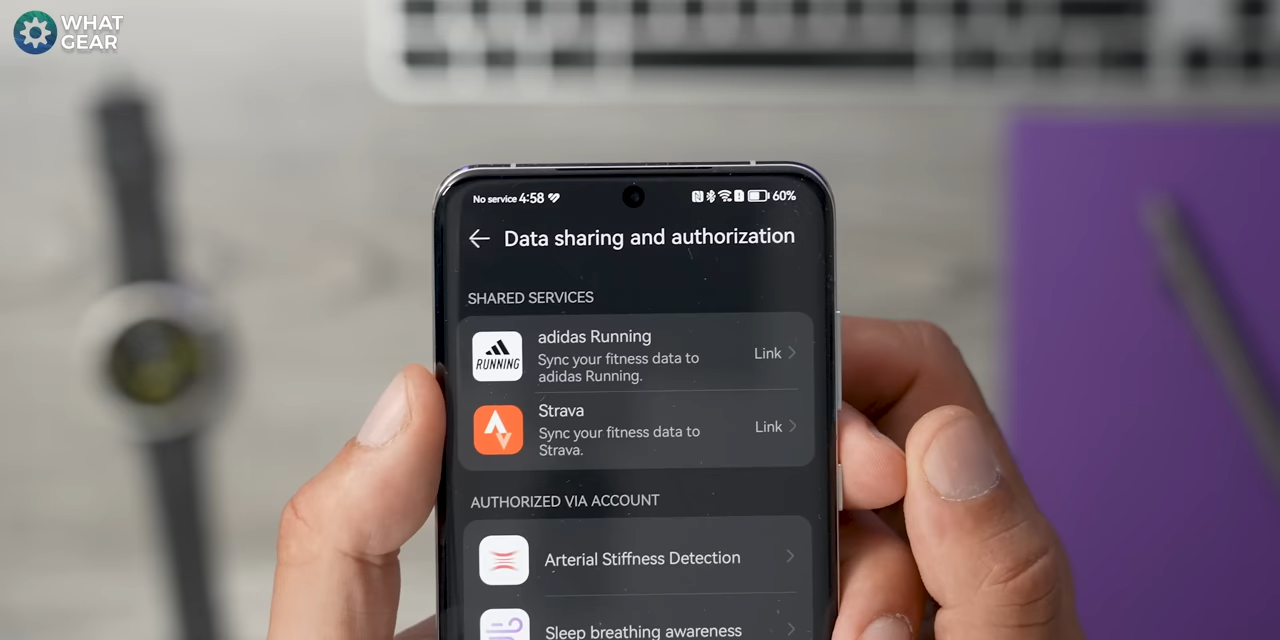 WHAT
GEAR
No service 4:58 60%
Data sharing and authorization
SHARED SERVICES
adidas Running
Sync your fitness data to
adidas Running.
Link
RUNNING
Strava
Sync your fitness data to
Strava.
Link
AUTHORIZED VIA ACCOUNT
Arterial Stiffness Detection
Sleep breathing awareness